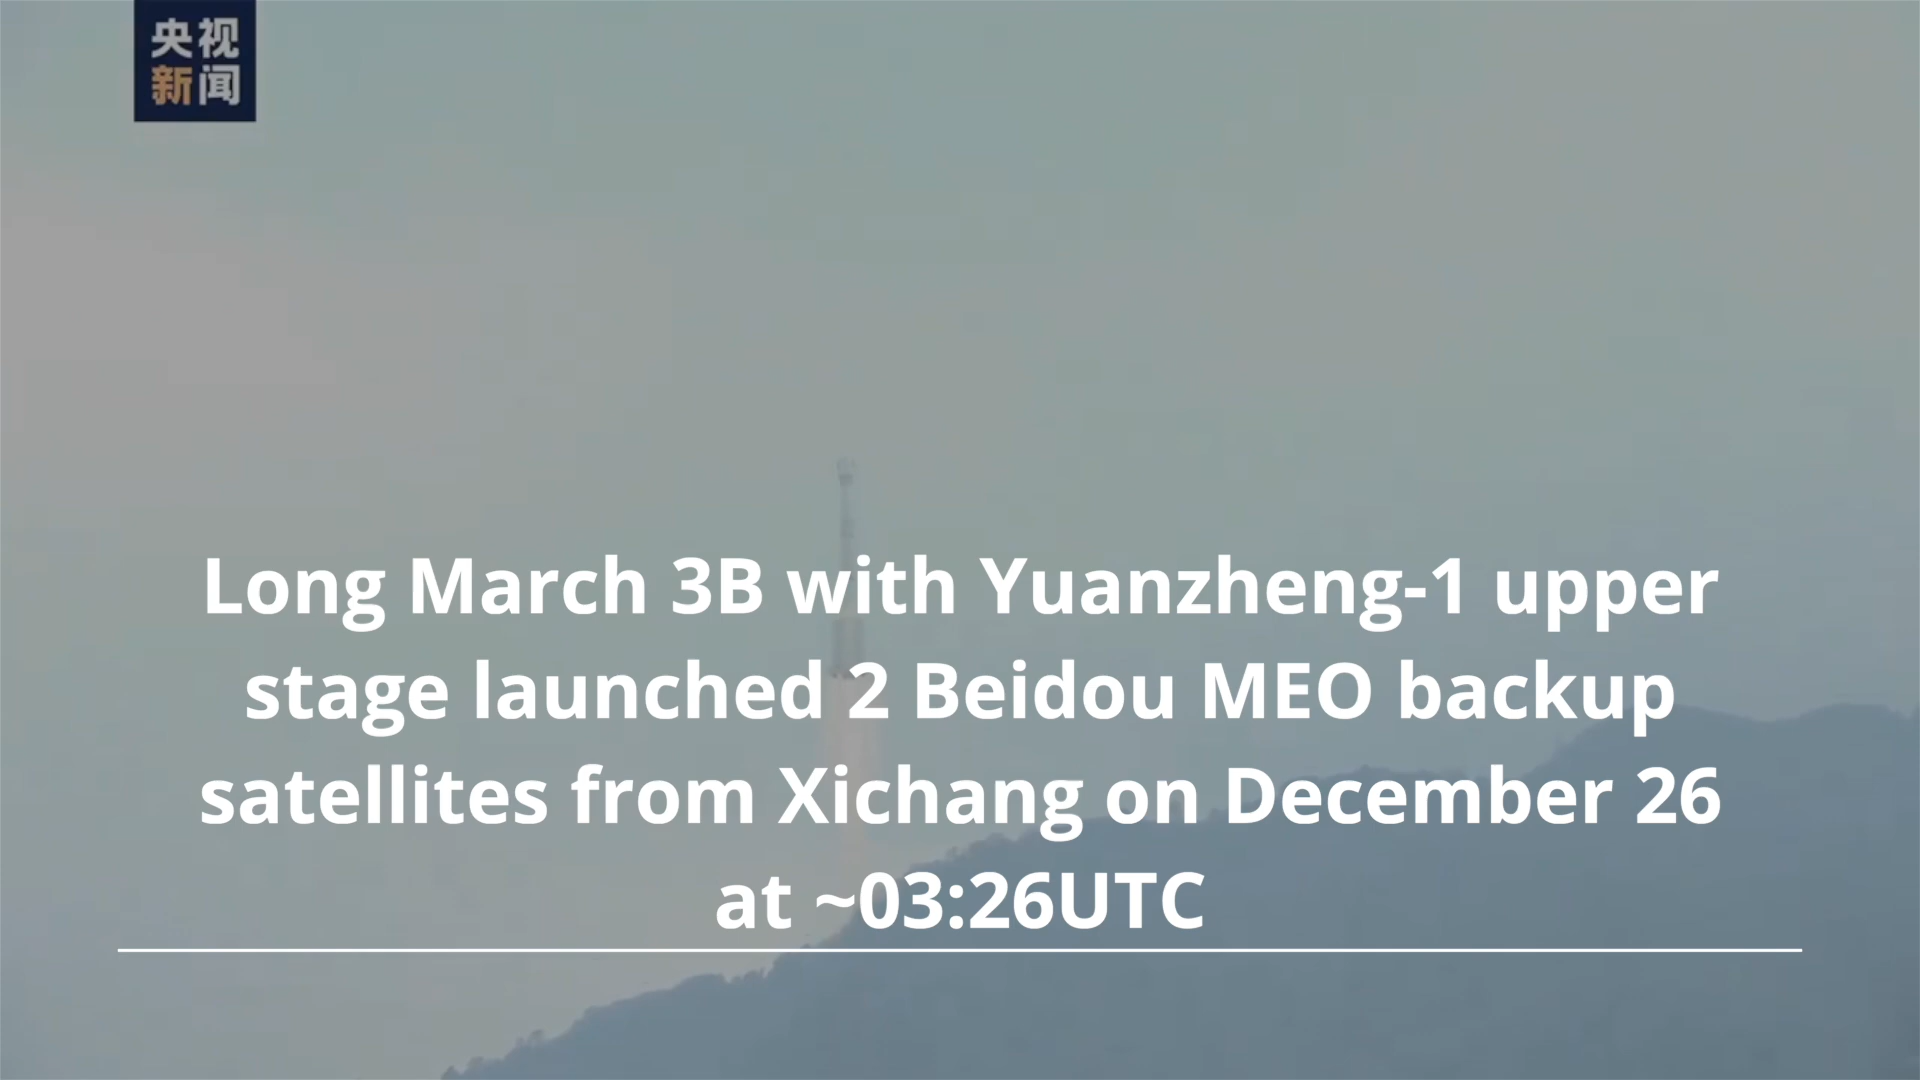 央视
新闻
Long March 3B with Yuanzheng-1 upper
stage launched 2 Beidou MEO backup
satellites from Xichang on December 26
at ~03:26UTC